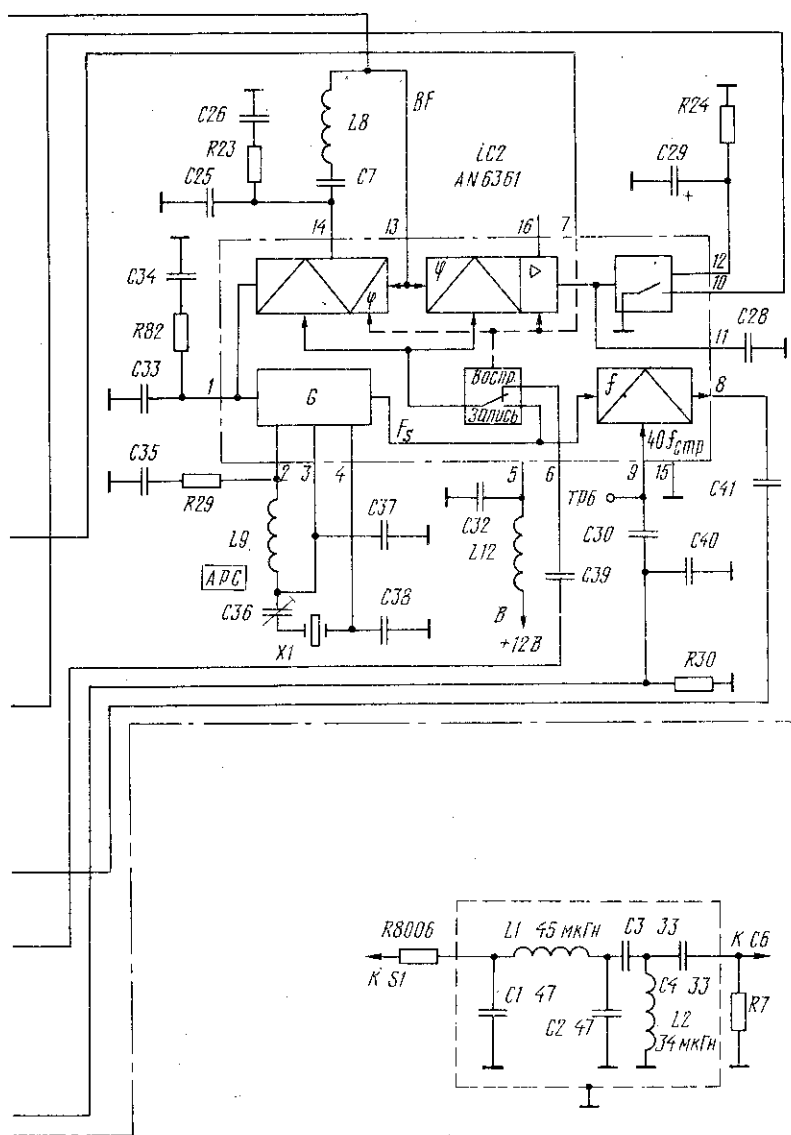 BF
C26
L8
R24
R23
IC2
C29
+
C7
AN6361
C25
14
13
16
7
φ
12
C34
φ
10
R82
11
C28
C33
1
Воспр.
f
8
G
Запись
Fs
40fстр
C35
2
3
4
5
6
9
15
R29
TP6
C41
C37
C32
C30
C40
L9
L12
APC
C39
C36
C38
B
X1
+12В
R30
R8006
L1 45 мкГн
C3 33
К C6
К S1
C1 47
C4 33
R7
C2 47
L2
34 мкГн